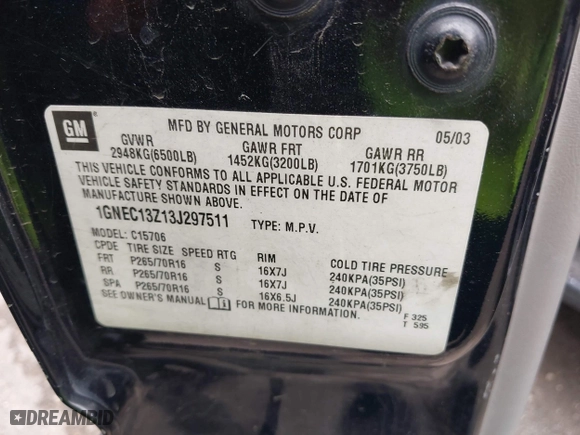 GM
MFD BY GENERAL MOTORS CORP 05/03
GVWR GAWR FRT GAWR RR
2948KG(6500LB) 1452KG(3200LB) 1701KG(3750LB)
THIS VEHICLE CONFORMS TO ALL APPLICABLE U.S. FEDERAL MOTOR
VEHICLE SAFETY STANDARDS IN EFFECT ON THE DATE OF
MANUFACTURE SHOWN ABOVE.
1GNEC13Z13J297511 TYPE: M.P.V.
MODEL: C15706
CPDE TIRE SIZE SPEED RTG RIM COLD TIRE PRESSURE
FRT P265/70R16 S 16X7J 240KPA(35PSI)
RR P265/70R16 S 16X7J 240KPA(35PSI)
SPA P265/70R16 S 16X6.5J 240KPA(35PSI)
SEE OWNER'S MANUAL FOR MORE INFORMATION.
F 325
T 595
DREAMBID